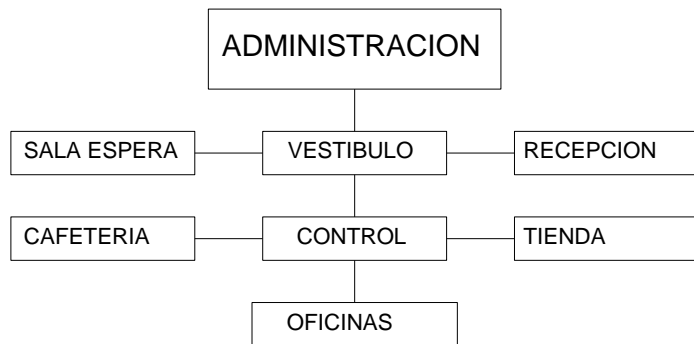 ADMINISTRACION
SALA ESPERA
VESTIBULO
RECEPCION
CAFETERIA
CONTROL
TIENDA
OFICINAS